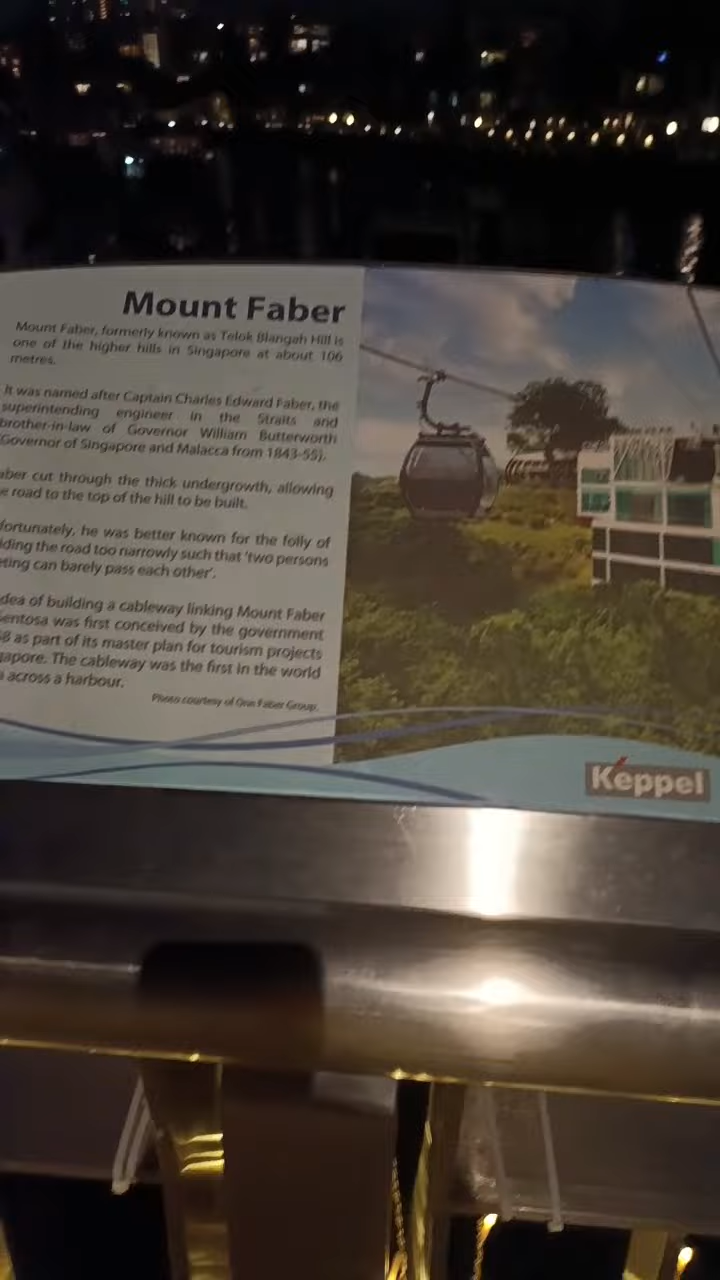 Mount Faber
Mount Faber, formerly known as Telok Blangah Hill is
one of the higher hills in Singapore at about 106
metres.
It was named after Captain Charles Edward Faber, the
superintending engineer in the Straits and
brother-in-law of Governor William Butterworth
(Governor of Singapore and Malacca from 1843-55).
aber cut through the thick undergrowth, allowing
e road to the top of the hill to be built.
fortunately, he was better known for the folly of
ding the road too narrowly such that 'two persons
eting can barely pass each other'.
dea of building a cableway linking Mount Faber
entosa was first conceived by the government
8 as part of its master plan for tourism projects
gapore. The cableway was the first in the world
across a harbour.
Photo courtesy of One Faber Group.
Keppel